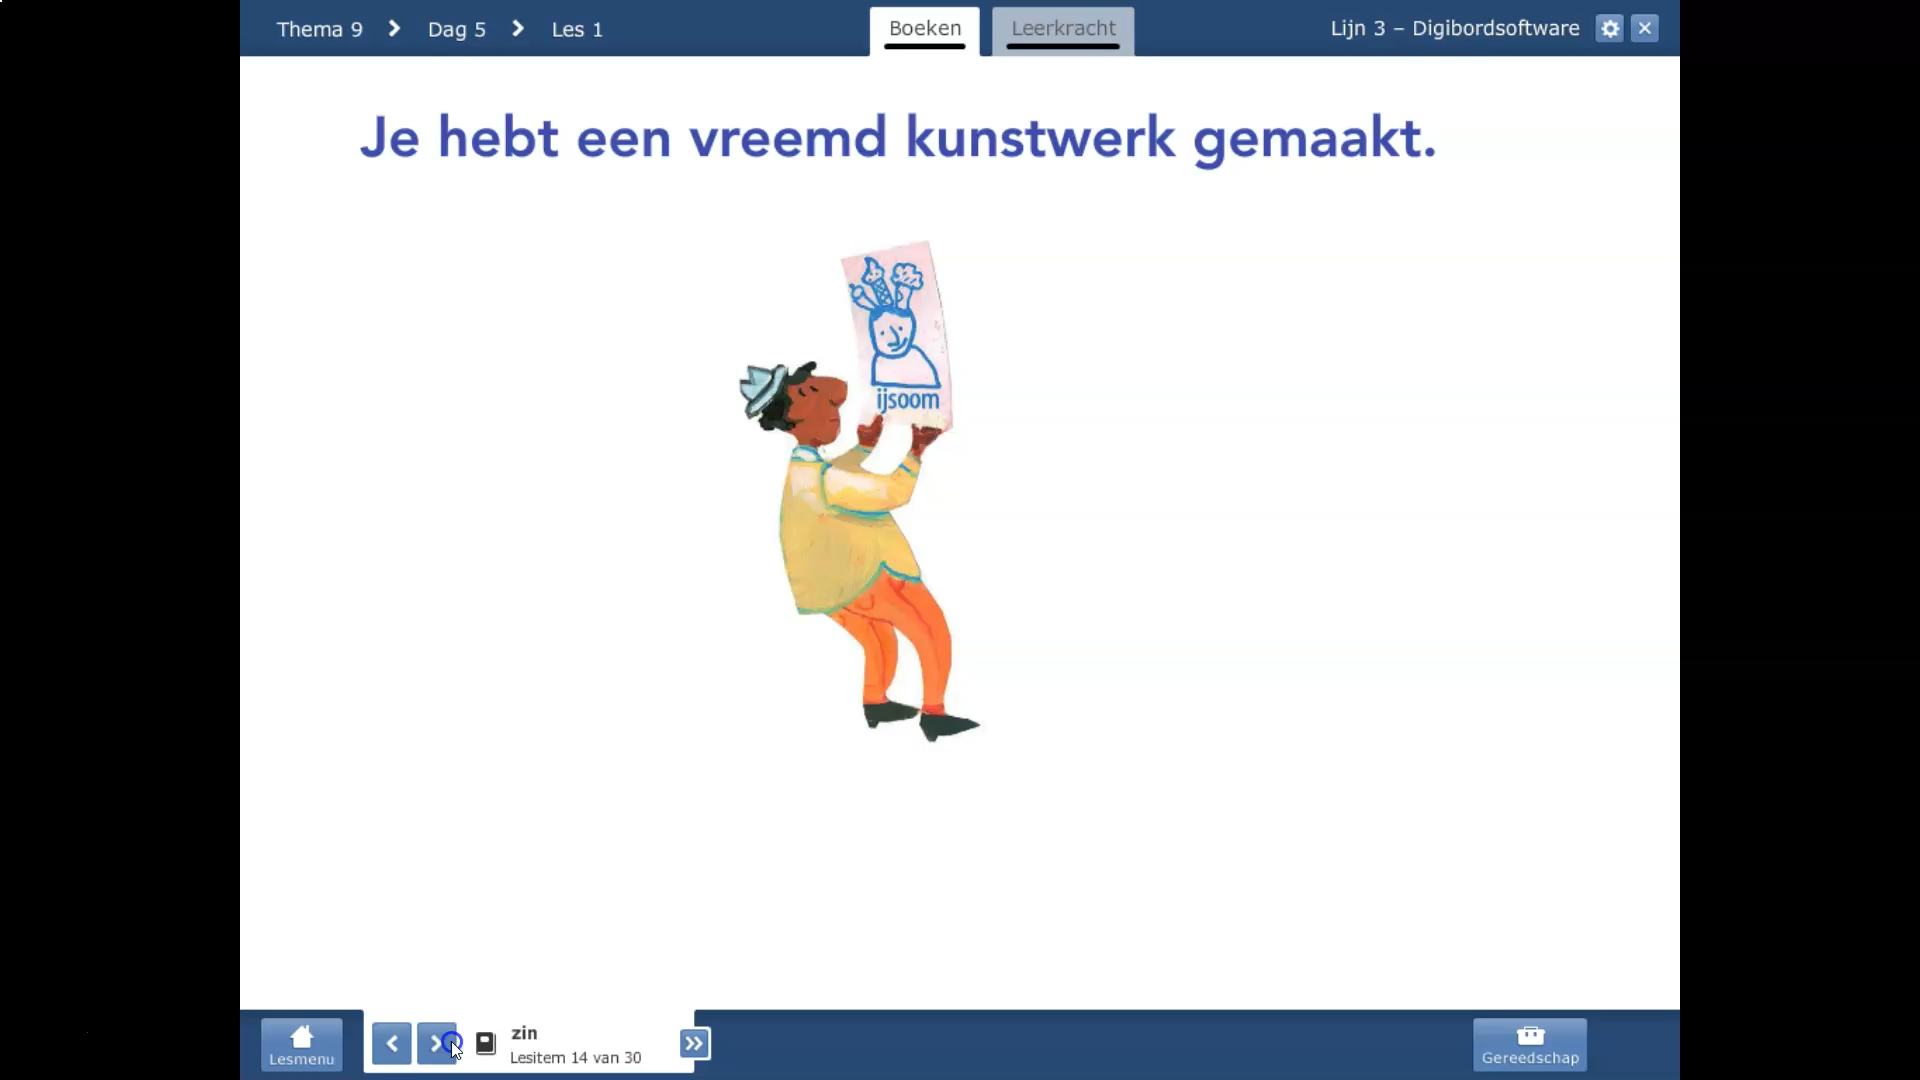 Thema 9 Dag 5 Les 1
Boeken
Leerkracht
Lijn 3 – Digibordsoftware
Je hebt een vreemd kunstwerk gemaakt.
ijsoom
Lesmenu
zin
Lesitem 14 van 30
Gereedschap